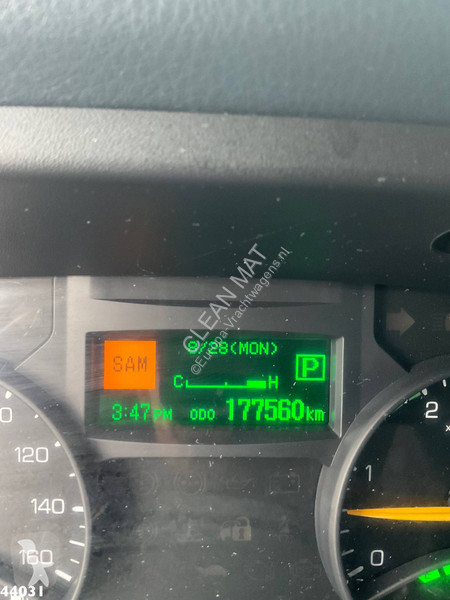 CLEAN MAT
©Europa-Vrachtwagens.nl
9/28(MON)
SAM
C H
P
3:47PM ODO 177560km
140
160
2
1
0
44031